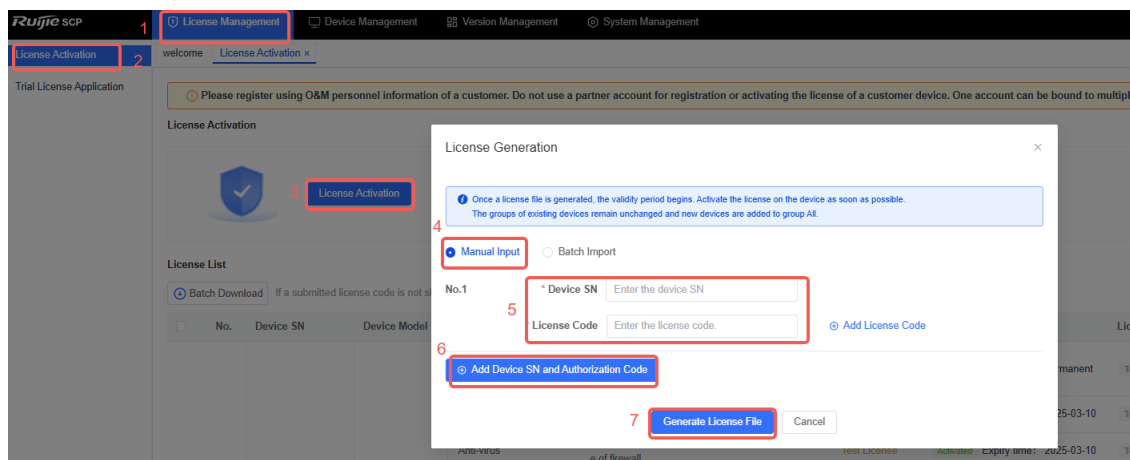 Ruijie SCP
1
License Management
Device Management
Version Management
System Management
License Activation
2
welcome
License Activation ×
Trial License Application
Please register using O&M personnel information of a customer. Do not use a partner account for registration or activating the license of a customer device. One account can be bound to multipl
License Activation
3
License Activation
License Generation
Once a license file is generated, the validity period begins. Activate the license on the device as soon as possible.
The groups of existing devices remain unchanged and new devices are added to group All.
4
Manual Input
Batch Import
License List
Batch Download
If a submitted license code is not s
No.1
* Device SN
Enter the device SN
5
License Code
Enter the license code.
Add License Code
No.
Device SN
Device Model
Lic
6
Add Device SN and Authorization Code
manent
7
Generate License File
Cancel
25-03-10
Anti-virus
e of firewall
Test License
Activated
Expiry time: 2025-03-10